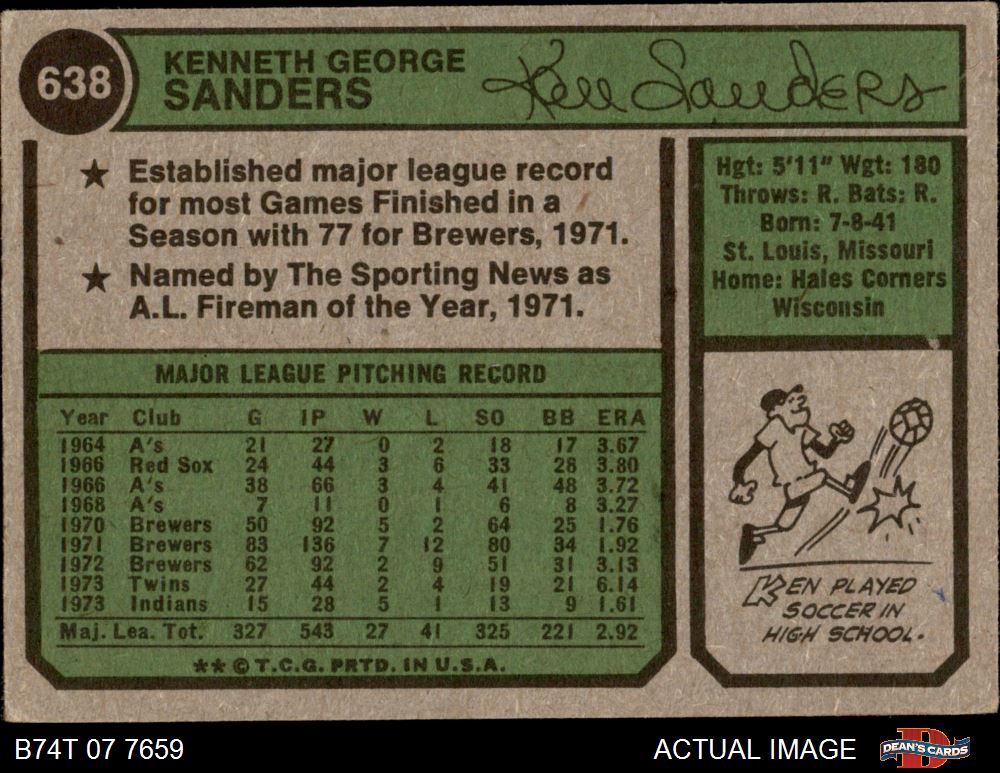 638
KENNETH GEORGE
SANDERS
Ken Sanders
★ Established major league record
for most Games Finished in a
Season with 77 for Brewers, 1971.
★ Named by The Sporting News as
A.L. Fireman of the Year, 1971.
Hgt: 5'11" Wgt: 180
Throws: R. Bats: R.
Born: 7-8-41
St. Louis, Missouri
Home: Hales Corners
Wisconsin
MAJOR LEAGUE PITCHING RECORD
Year Club G IP W L SO BB ERA
1964 A's 21 27 0 2 18 17 3.67
1966 Red Sox 24 44 3 6 33 28 3.80
1966 A's 38 66 3 4 41 48 3.72
1968 A's 7 11 0 1 6 8 3.27
1970 Brewers 50 92 5 2 64 25 1.76
1971 Brewers 83 136 7 12 80 34 1.92
1972 Brewers 62 92 2 9 51 31 3.13
1973 Twins 27 44 2 4 19 21 6.14
1973 Indians 15 28 5 1 13 9 1.61
Maj. Lea. Tot. 327 543 27 41 325 221 2.92
**© T.C.G. PRTD. IN U.S.A.
KEN PLAYED
SOCCER IN
HIGH SCHOOL.
B74T 07 7659
ACTUAL IMAGE
DEAN'S CARDS